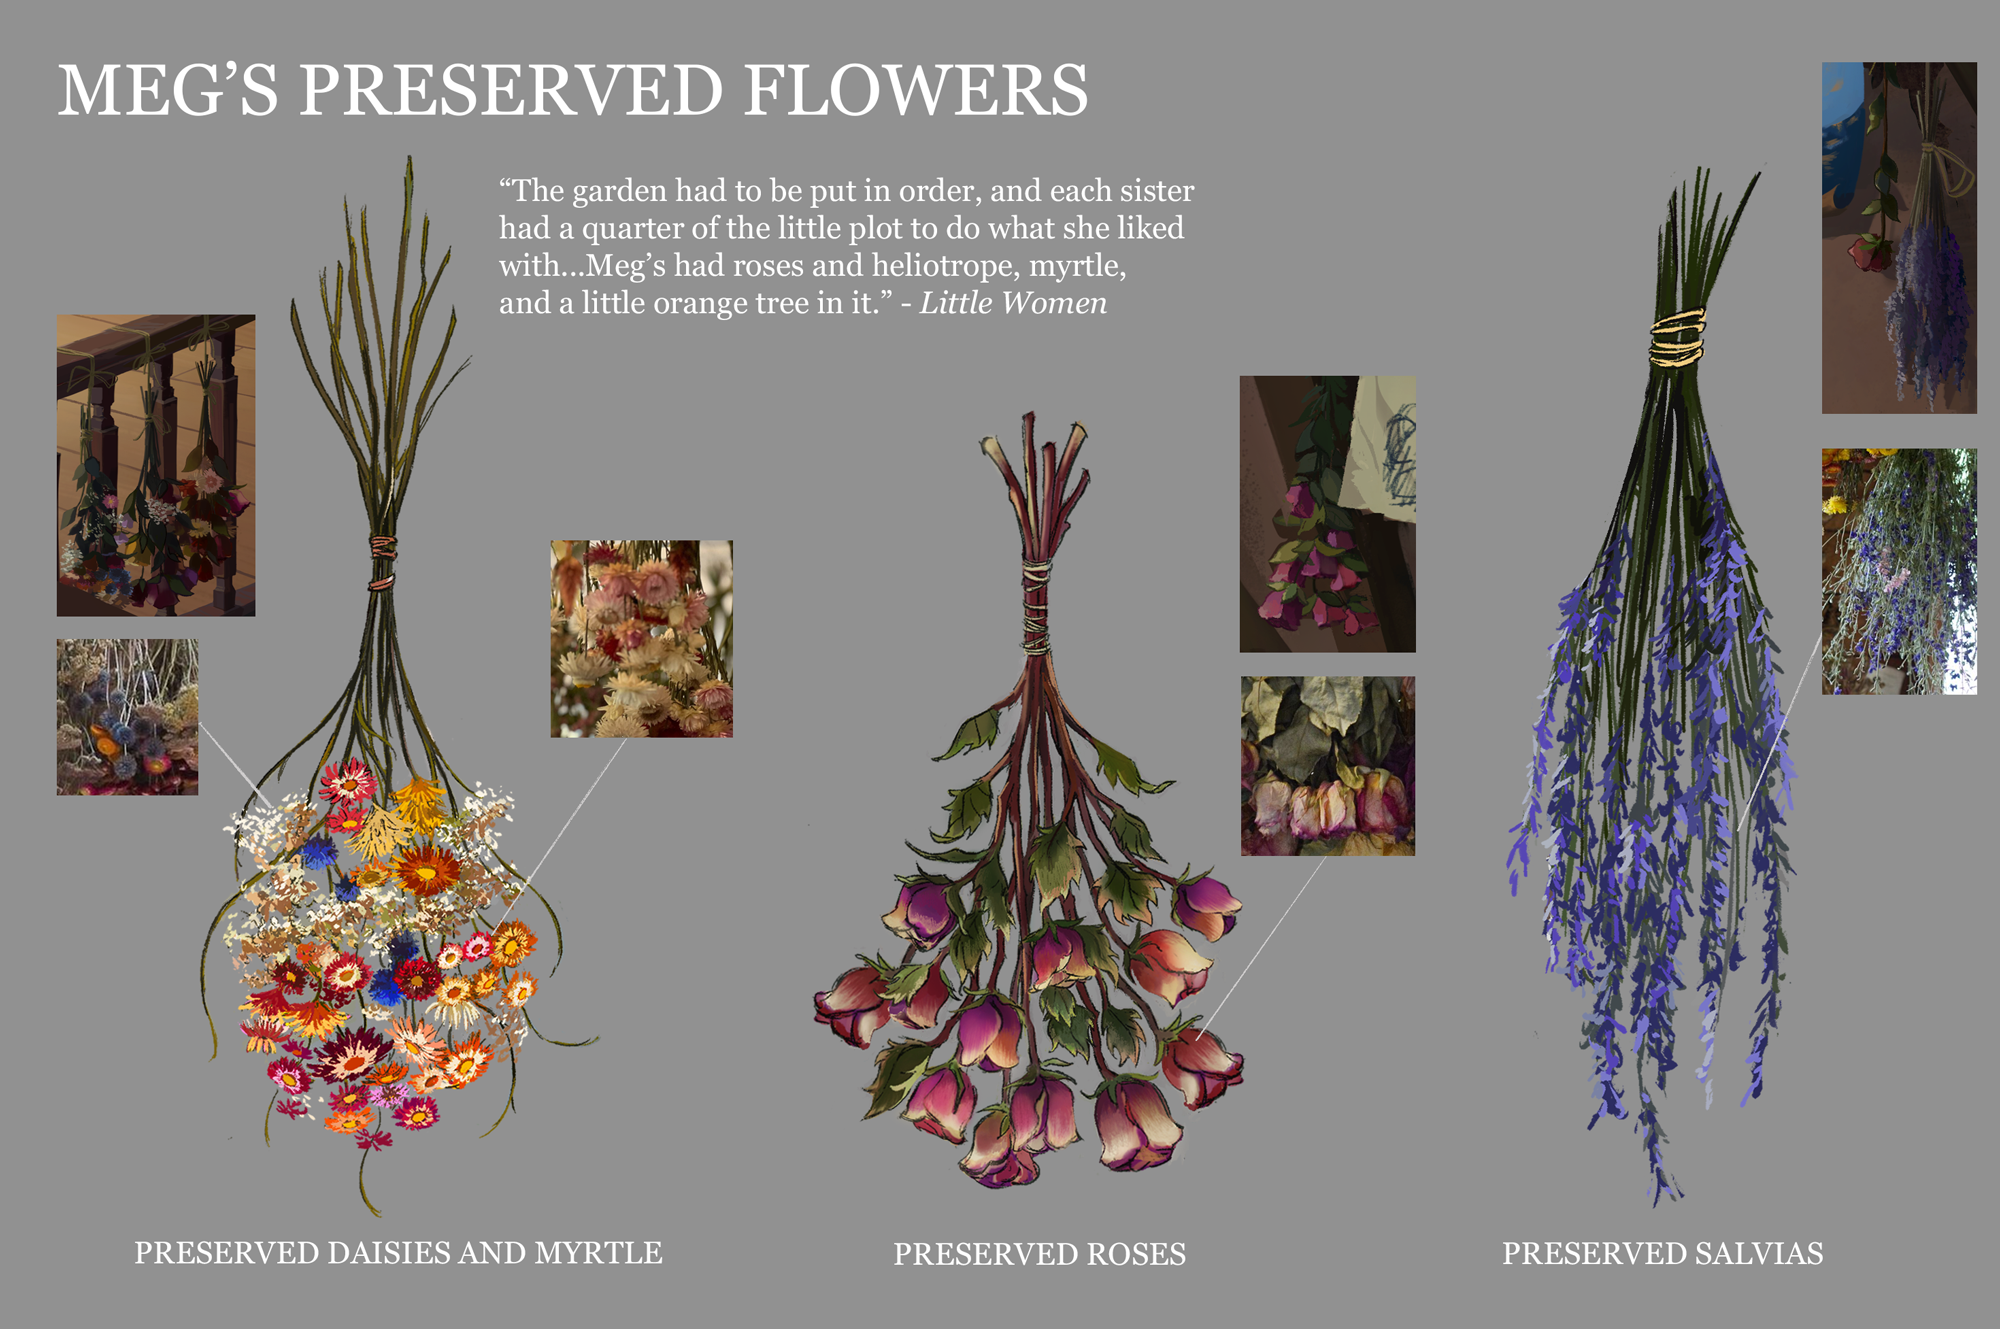 MEG’S PRESERVED FLOWERS
“The garden had to be put in order, and each sister
had a quarter of the little plot to do what she liked
with...Meg’s had roses and heliotrope, myrtle,
and a little orange tree in it.” - Little Women
PRESERVED DAISIES AND MYRTLE
PRESERVED ROSES
PRESERVED SALVIAS